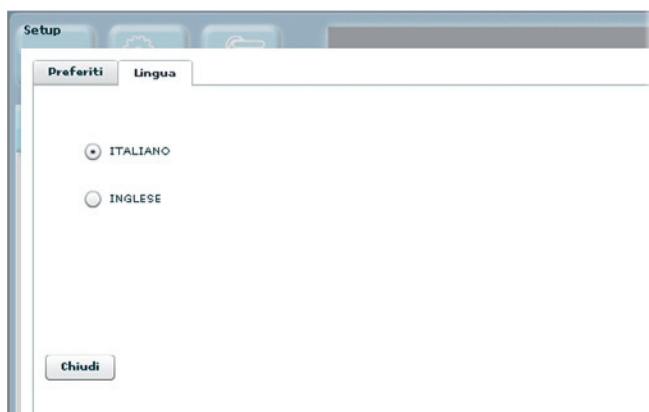 Setup
Preferiti Lingua
ITALIANO
INGLESE
Chiudi